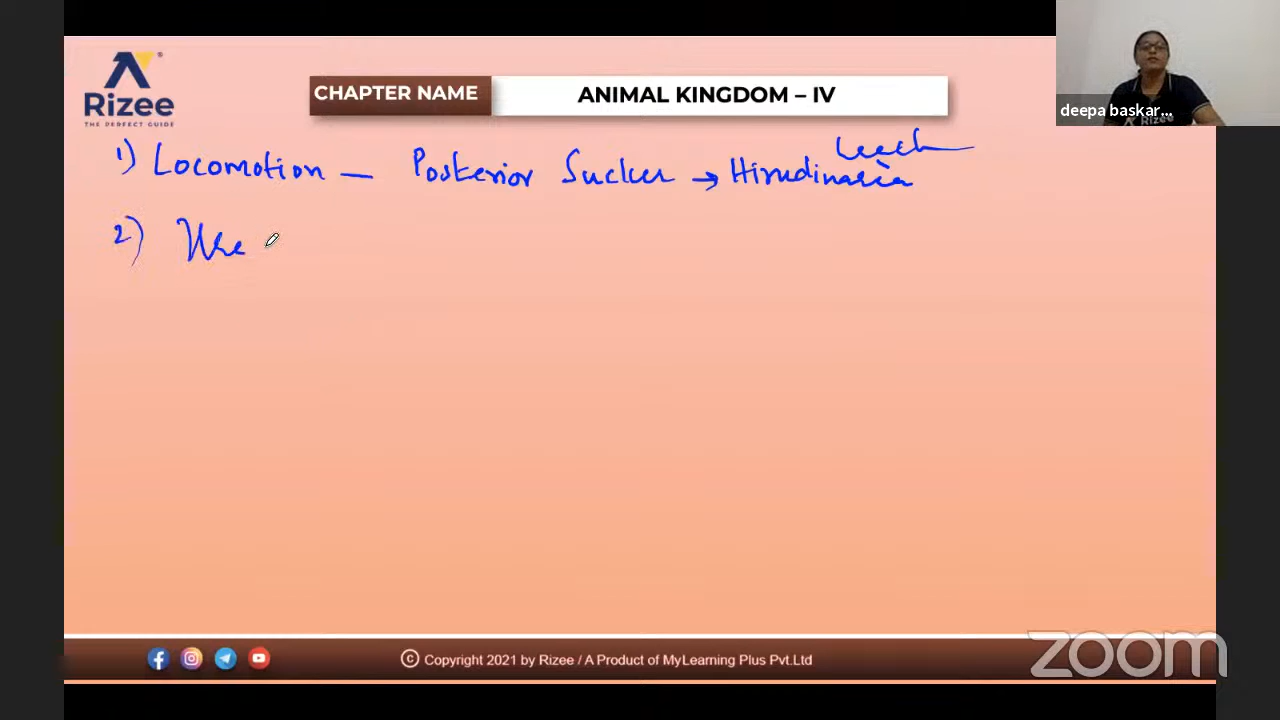 Rizee
THE PERFECT GUIDE
CHAPTER NAME
ANIMAL KINGDOM – IV
deepa baskar...
Rizee
Leech
1) Locomotion — Posterior Sucker → Hirudinaria
2) Use
Copyright 2021 by Rizee / A Product of MyLearning Plus Pvt.Ltd
zoom